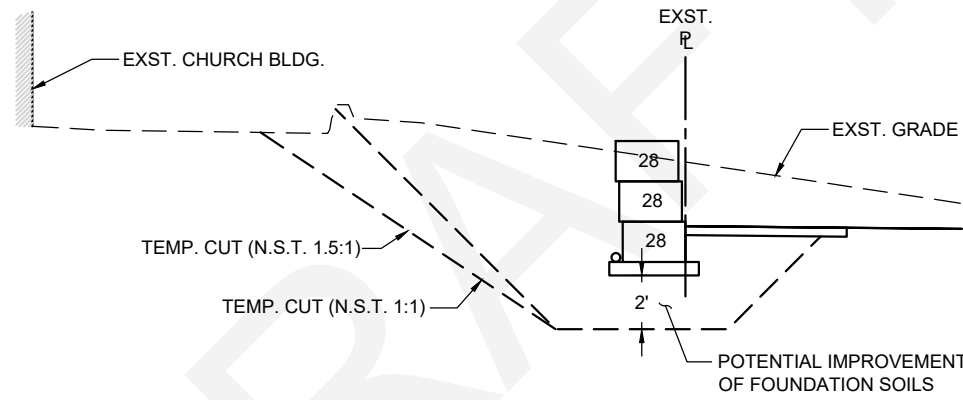 EXST.
PL
EXST. CHURCH BLDG.
EXST. GRADE
28
28
28
TEMP. CUT (N.S.T. 1.5:1)
TEMP. CUT (N.S.T. 1:1)
2'
POTENTIAL IMPROVEMENT
OF FOUNDATION SOILS